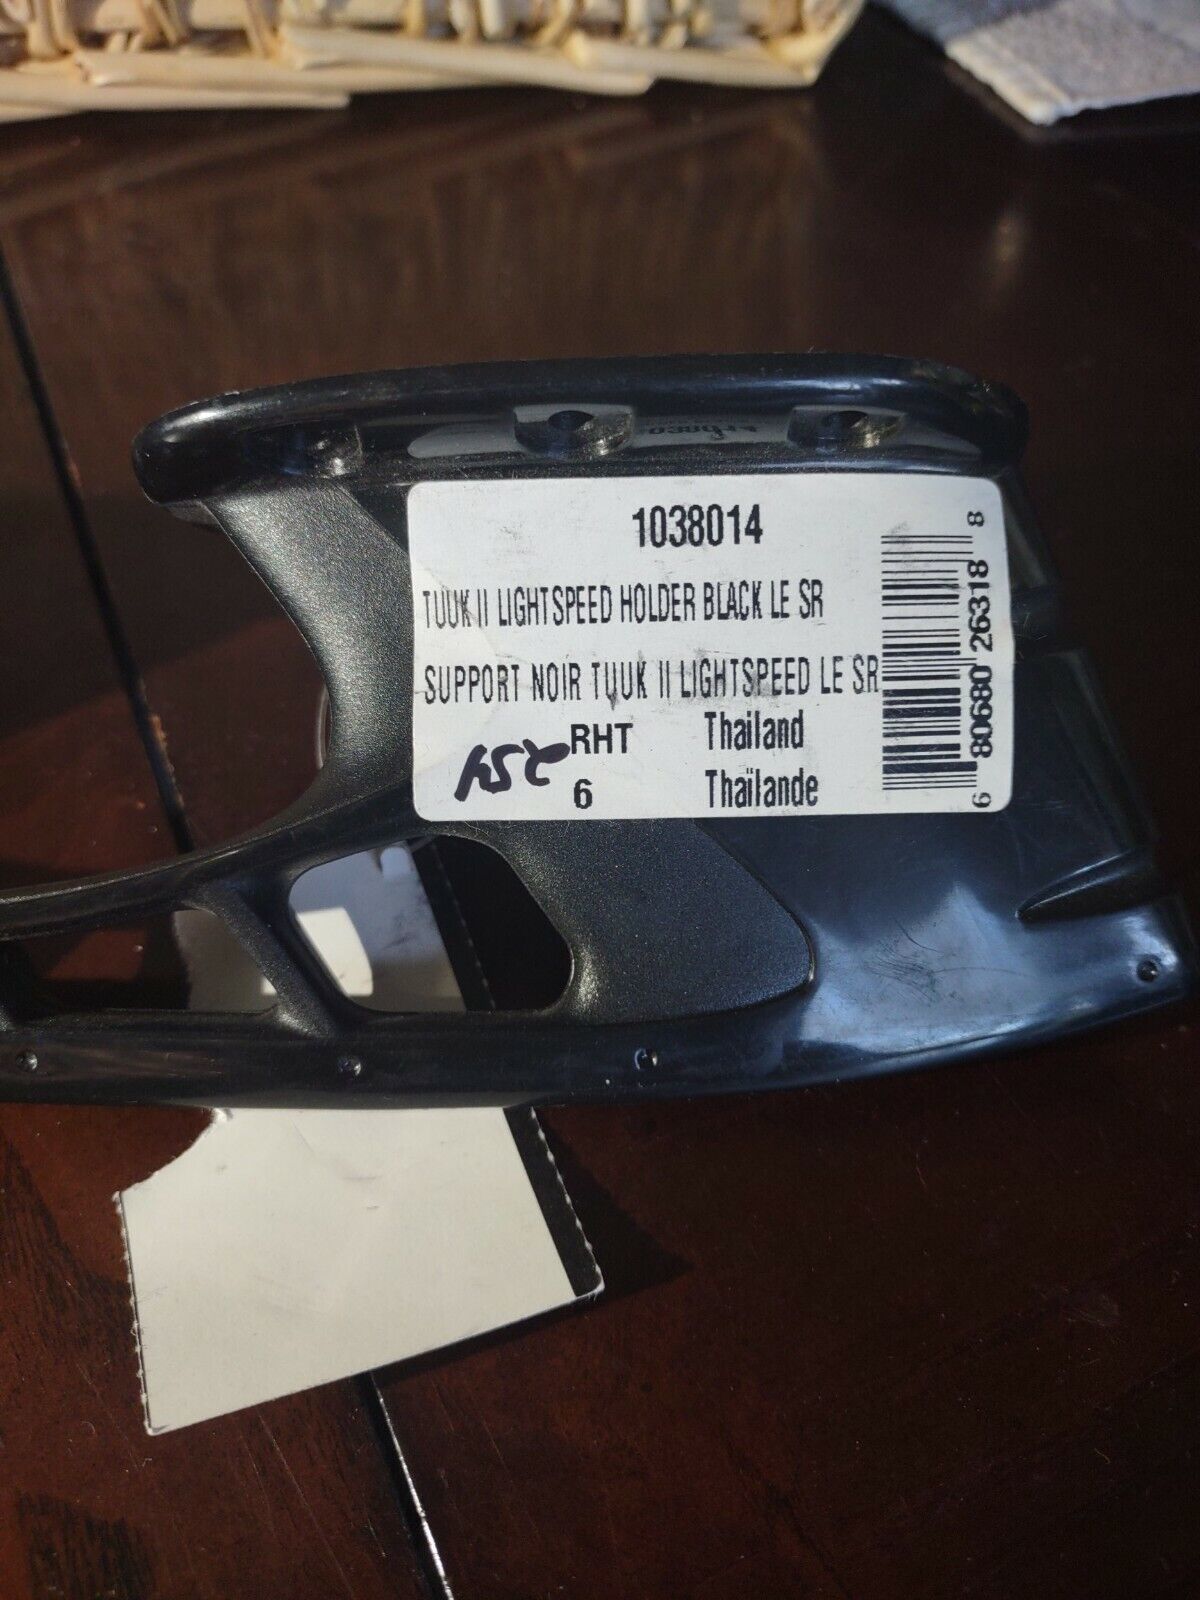 1038014
TUUK II LIGHTSPEED HOLDER BLACK LE SR
SUPPORT NOIR TUUK II LIGHTSPEED LE SR
254 RHT Thailand
6 Thaïlande
6 80680 26318 8